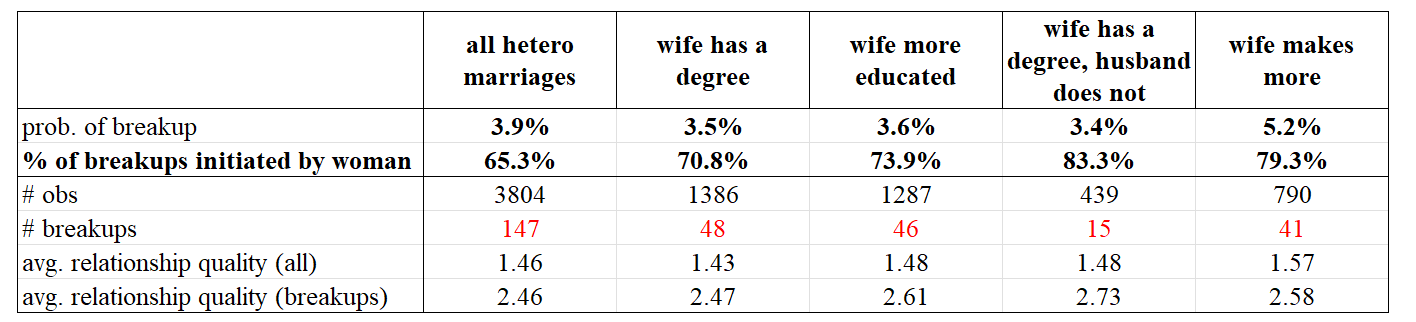 all hetero marriages wife has a degree wife more educated wife has a degree, husband does not wife makes more
prob. of breakup 3.9% 3.5% 3.6% 3.4% 5.2%
% of breakups initiated by woman 65.3% 70.8% 73.9% 83.3% 79.3%
# obs 3804 1386 1287 439 790
# breakups 147 48 46 15 41
avg. relationship quality (all) 1.46 1.43 1.48 1.48 1.57
avg. relationship quality (breakups) 2.46 2.47 2.61 2.73 2.58